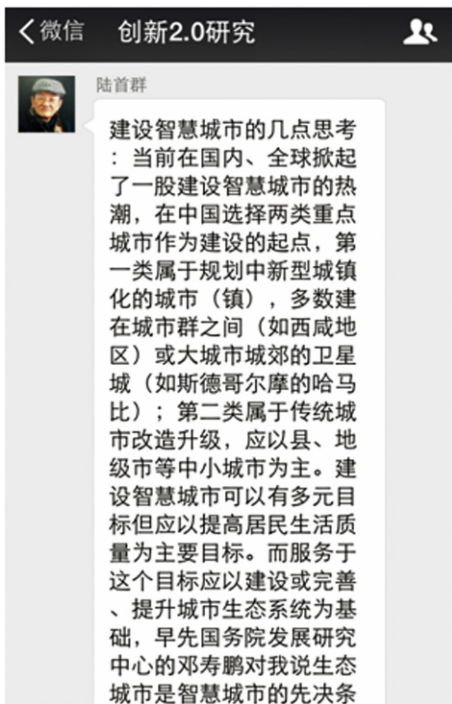 微信 创新2.0研究
陆首群
建设智慧城市的几点思考
：当前在国内、全球掀起
了一股建设智慧城市的热
潮，在中国选择两类重点
城市作为建设的起点，第
一类属于规划中新型城镇
化的城市（镇），多数建
在城市群之间（如西咸地
区）或大城市城郊的卫星
城（如斯德哥尔摩的哈马
比）；第二类属于传统城
市改造升级，应以县、地
级市等中小城市为主。建
设智慧城市可以有多元目
标但应以提高居民生活质
量为主要目标。而服务于
这个目标应以建设或完善
、提升城市生态系统为基
础，早先国务院发展研究
中心的邓寿鹏对我说生态
城市是智慧城市的先决条